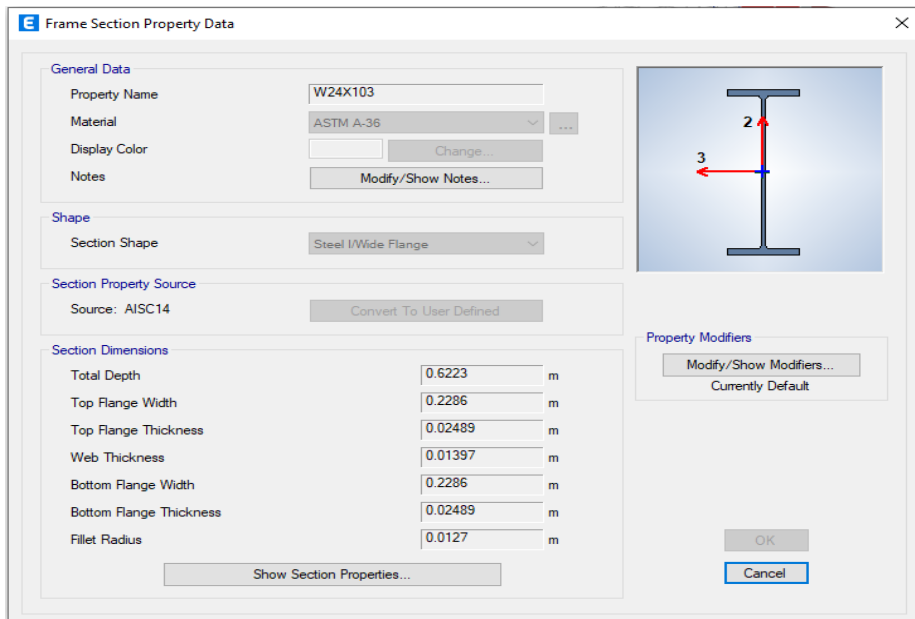 E Frame Section Property Data
General Data
Property Name W24X103
Material ASTM A-36 ...
Display Color Change...
Notes Modify/Show Notes...
2
3
Shape
Section Shape Steel I/Wide Flange
Section Property Source
Source: AISC14 Convert To User Defined
Property Modifiers
Modify/Show Modifiers...
Currently Default
Section Dimensions
Total Depth 0.6223 m
Top Flange Width 0.2286 m
Top Flange Thickness 0.02489 m
Web Thickness 0.01397 m
Bottom Flange Width 0.2286 m
Bottom Flange Thickness 0.02489 m
Fillet Radius 0.0127 m
Show Section Properties...
OK
Cancel